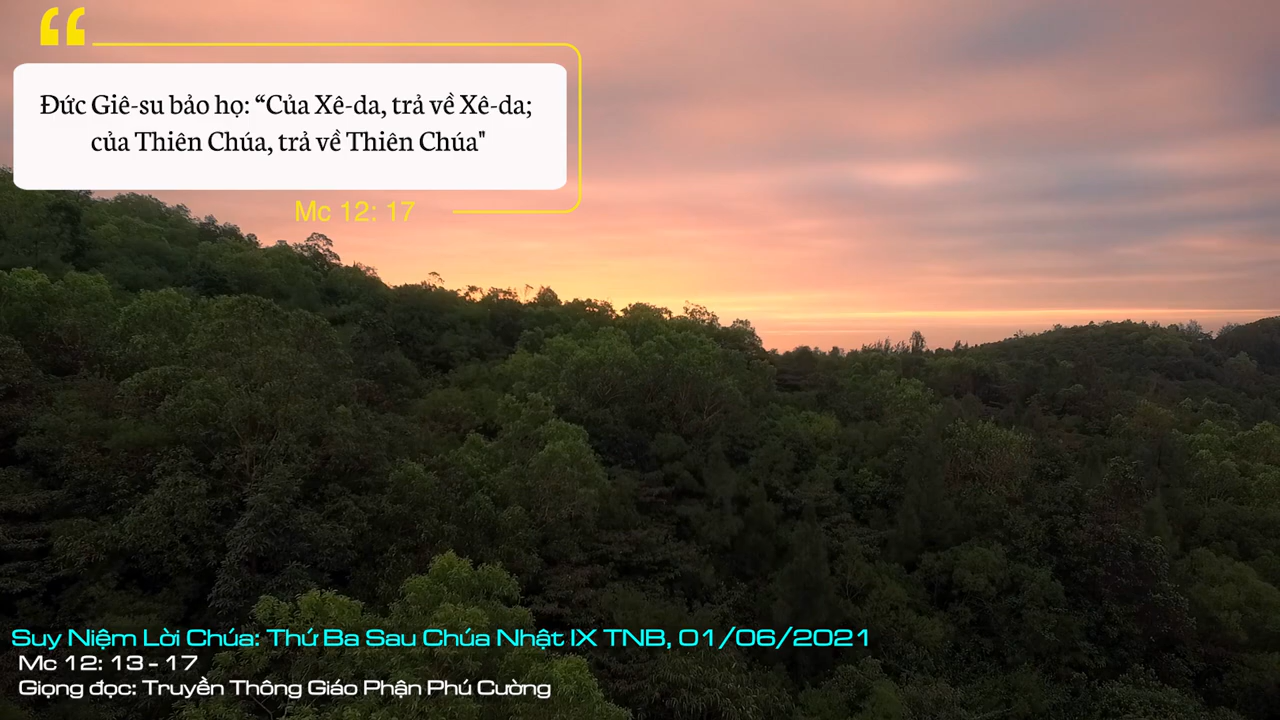 Đức Giê-su bảo họ: “Của Xê-da, trả về Xê-da;
của Thiên Chúa, trả về Thiên Chúa"
Mc 12: 17
Suy Niệm Lời Chúa: Thứ Ba Sau Chúa Nhật IX TNB, 01/06/2021
Mc 12: 13 - 17
Giọng đọc: Truyền Thông Giáo Phận Phú Cường